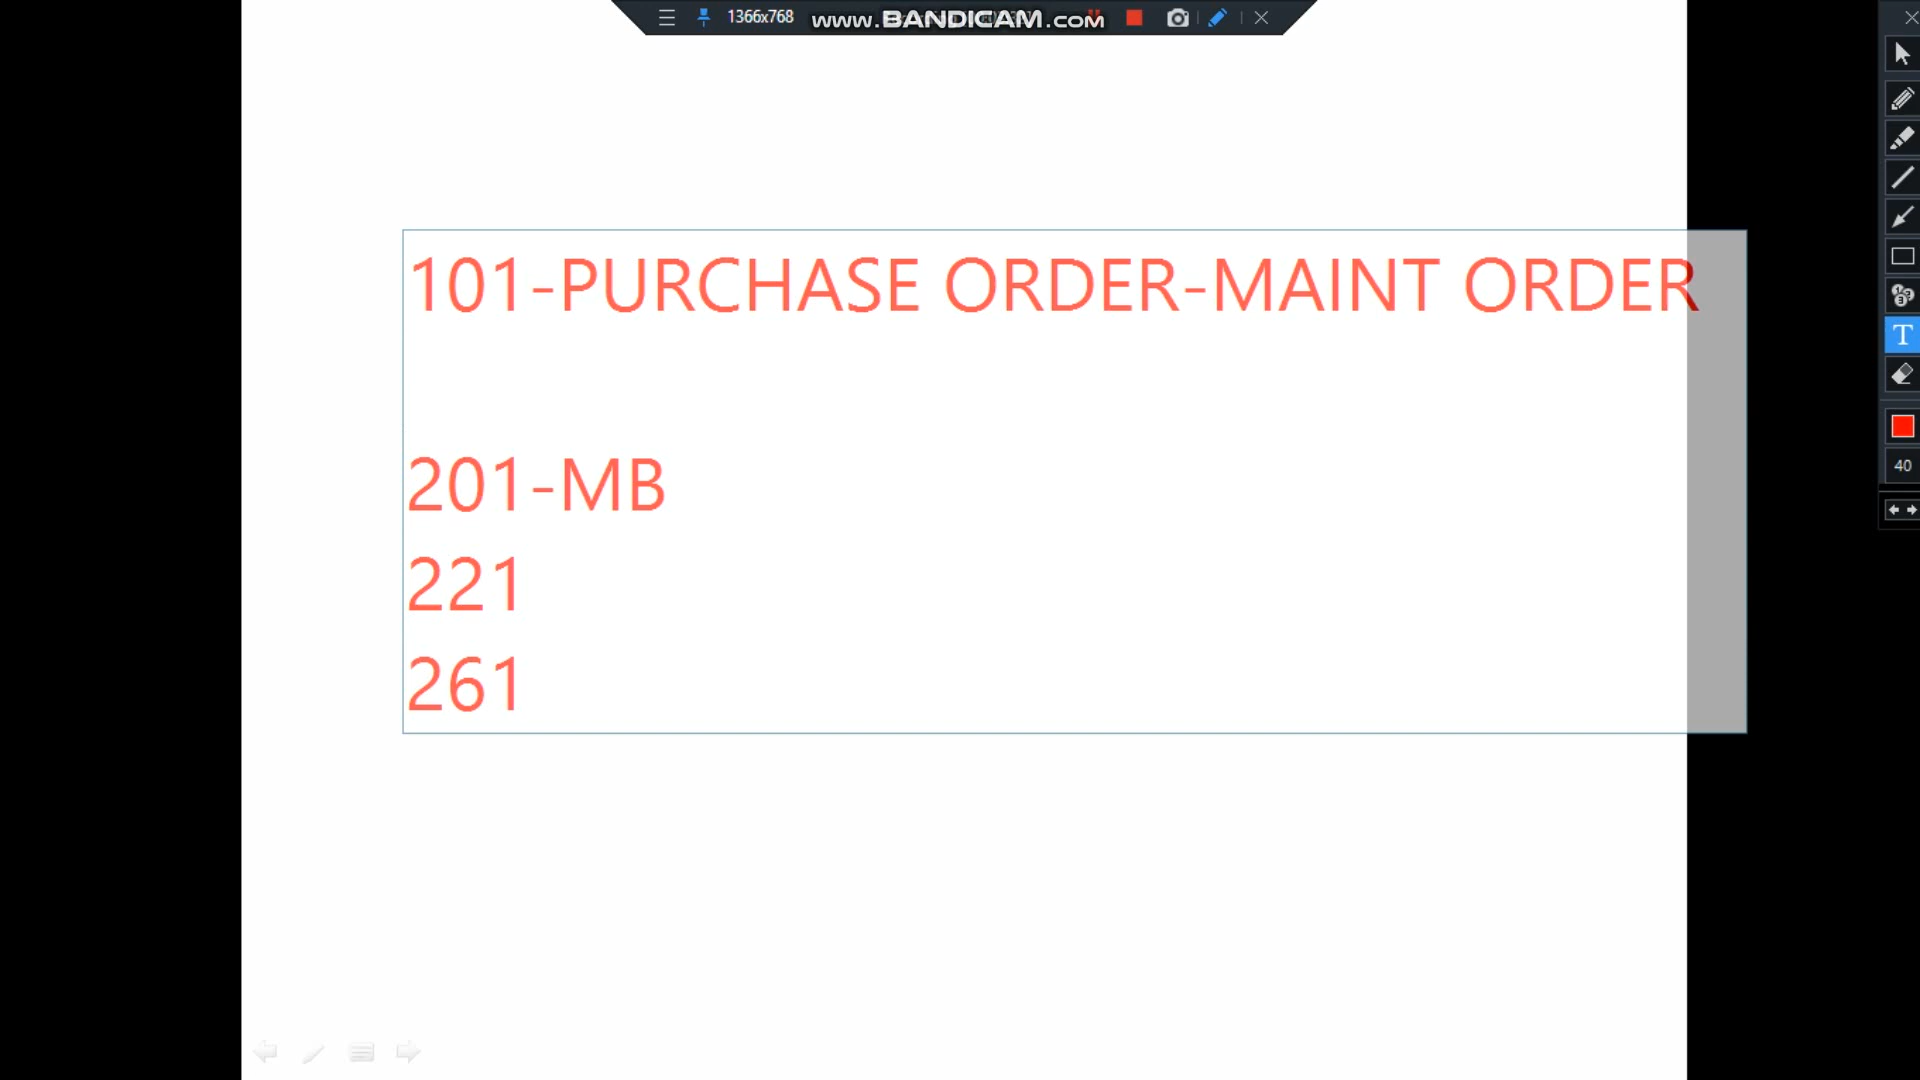 1366x768
www.BANDICAM.com
101-PURCHASE ORDER-MAINT ORDER
201-MB
221
261
T
40